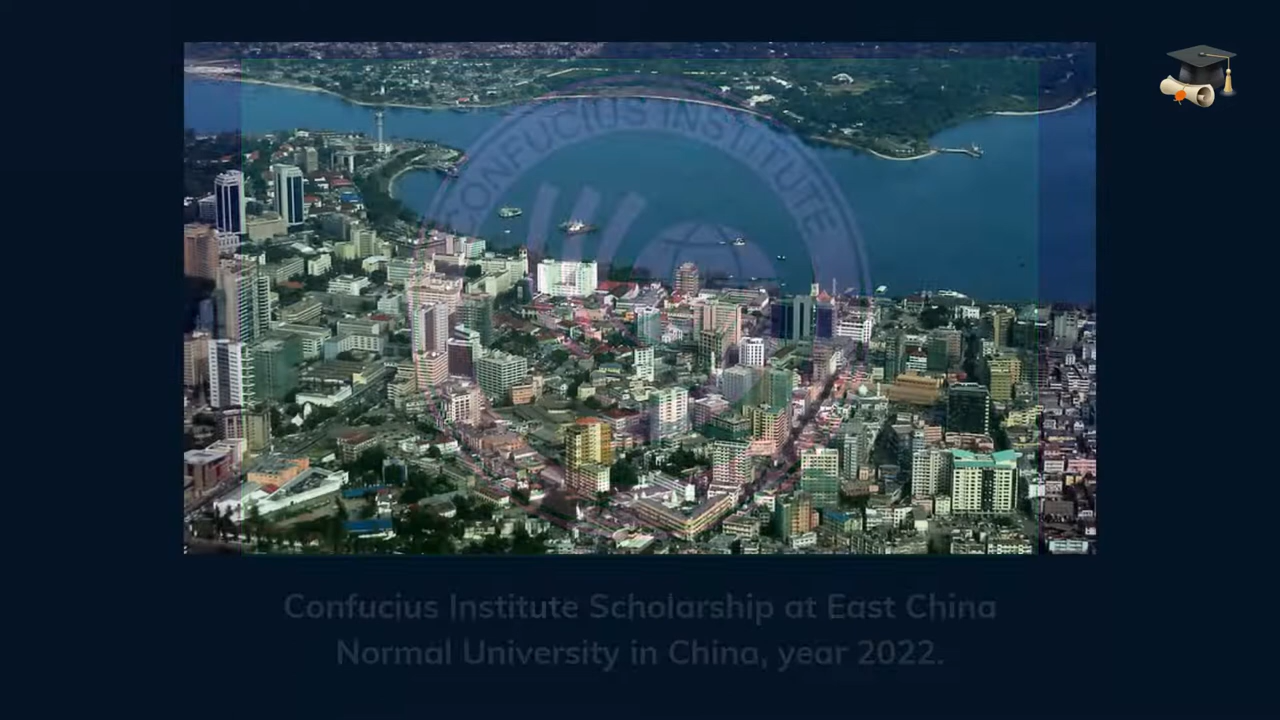 CONFUCIUS INSTITUTE
Confucius Institute Scholarship at East China
Normal University in China, year 2022.